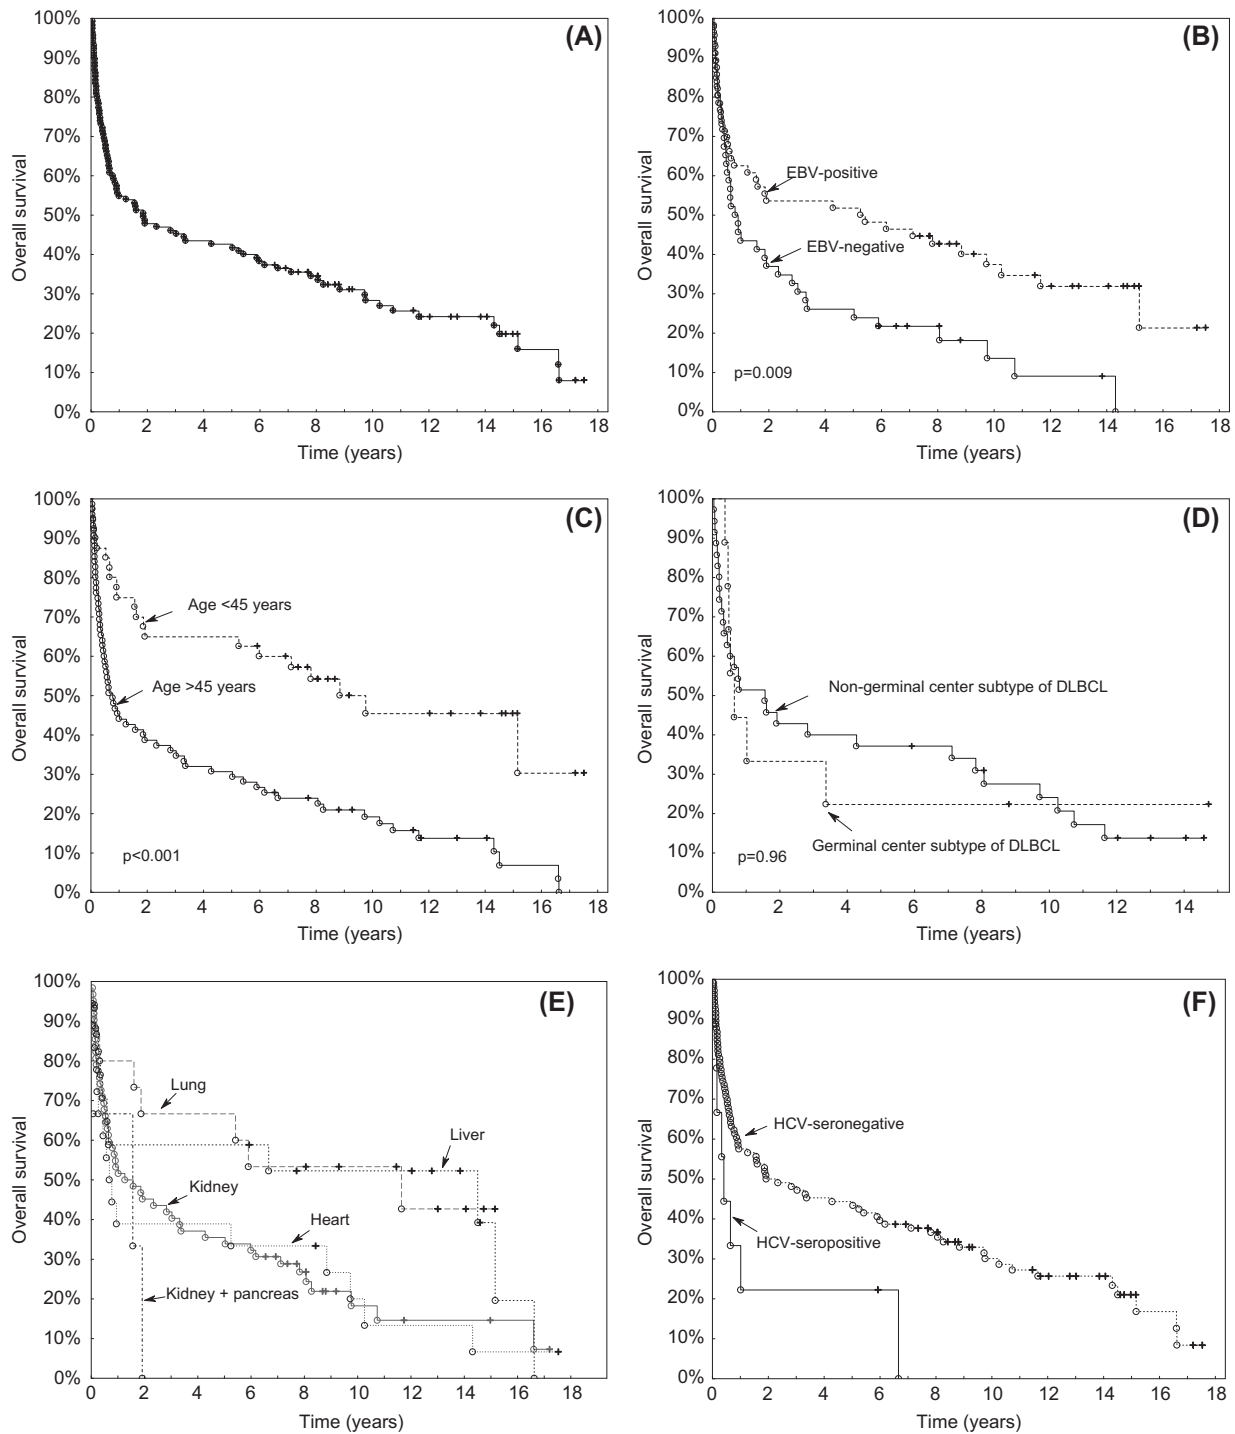 (A)
Overall survival
100%
90%
80%
70%
60%
50%
40%
30%
20%
10%
0%
0 2 4 6 8 10 12 14 16 18
Time (years)
(B)
Overall survival
100%
90%
80%
70%
60%
50%
40%
30%
20%
10%
0%
EBV-positive
EBV-negative
p=0.009
0 2 4 6 8 10 12 14 16 18
Time (years)
(C)
Overall survival
100%
90%
80%
70%
60%
50%
40%
30%
20%
10%
0%
Age <45 years
Age >45 years
p<0.001
0 2 4 6 8 10 12 14 16 18
Time (years)
(D)
Overall survival
100%
90%
80%
70%
60%
50%
40%
30%
20%
10%
0%
Non-germinal center subtype of DLBCL
Germinal center subtype of DLBCL
p=0.96
0 2 4 6 8 10 12 14
Time (years)
(E)
Overall survival
100%
90%
80%
70%
60%
50%
40%
30%
20%
10%
0%
Lung
Liver
Kidney
Heart
Kidney + pancreas
0 2 4 6 8 10 12 14 16 18
Time (years)
(F)
Overall survival
100%
90%
80%
70%
60%
50%
40%
30%
20%
10%
0%
HCV-seronegative
HCV-seropositive
0 2 4 6 8 10 12 14 16 18
Time (years)